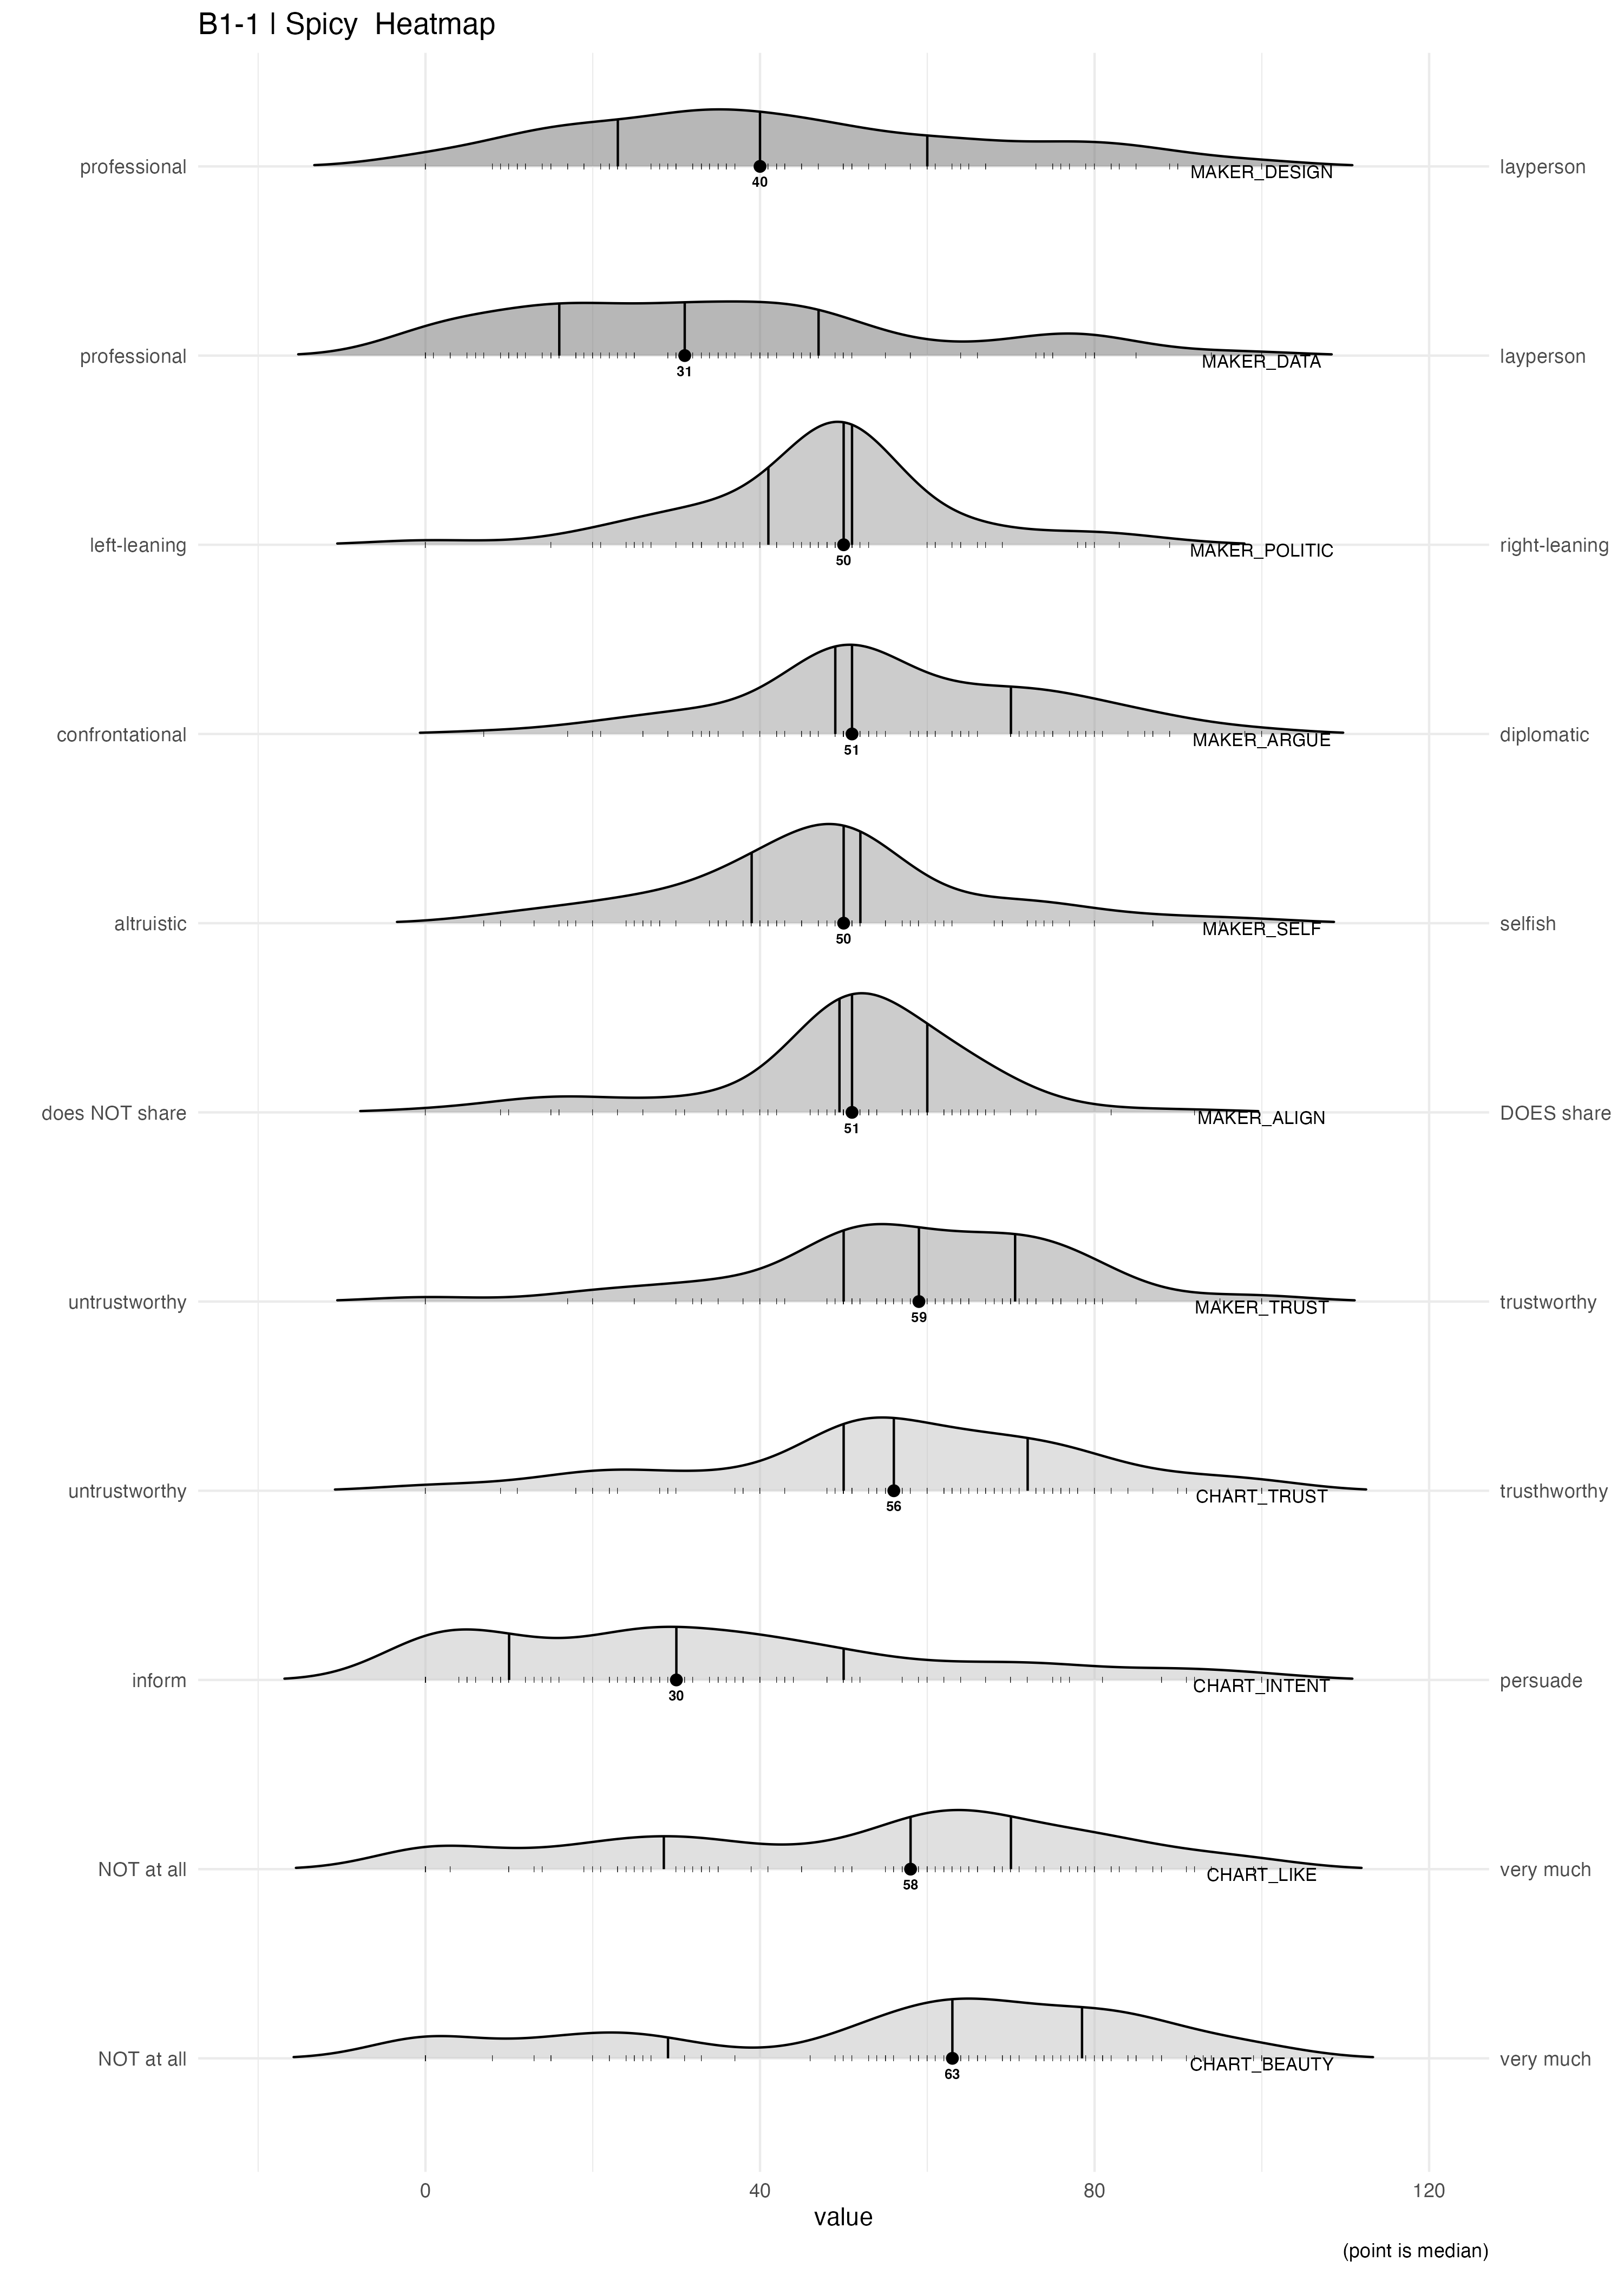 B1-1 | Spicy  Heatmap
professional MAKER_DESIGN layperson
40
professional MAKER_DATA layperson
31
left-leaning MAKER_POLITIC right-leaning
50
confrontational MAKER_ARGUE diplomatic
51
altruistic MAKER_SELF selfish
50
does NOT share MAKER_ALIGN DOES share
51
untrustworthy MAKER_TRUST trustworthy
59
untrustworthy CHART_TRUST trusthworthy
56
inform CHART_INTENT persuade
30
NOT at all CHART_LIKE very much
58
NOT at all CHART_BEAUTY very much
63
0 40 80 120
value
(point is median)